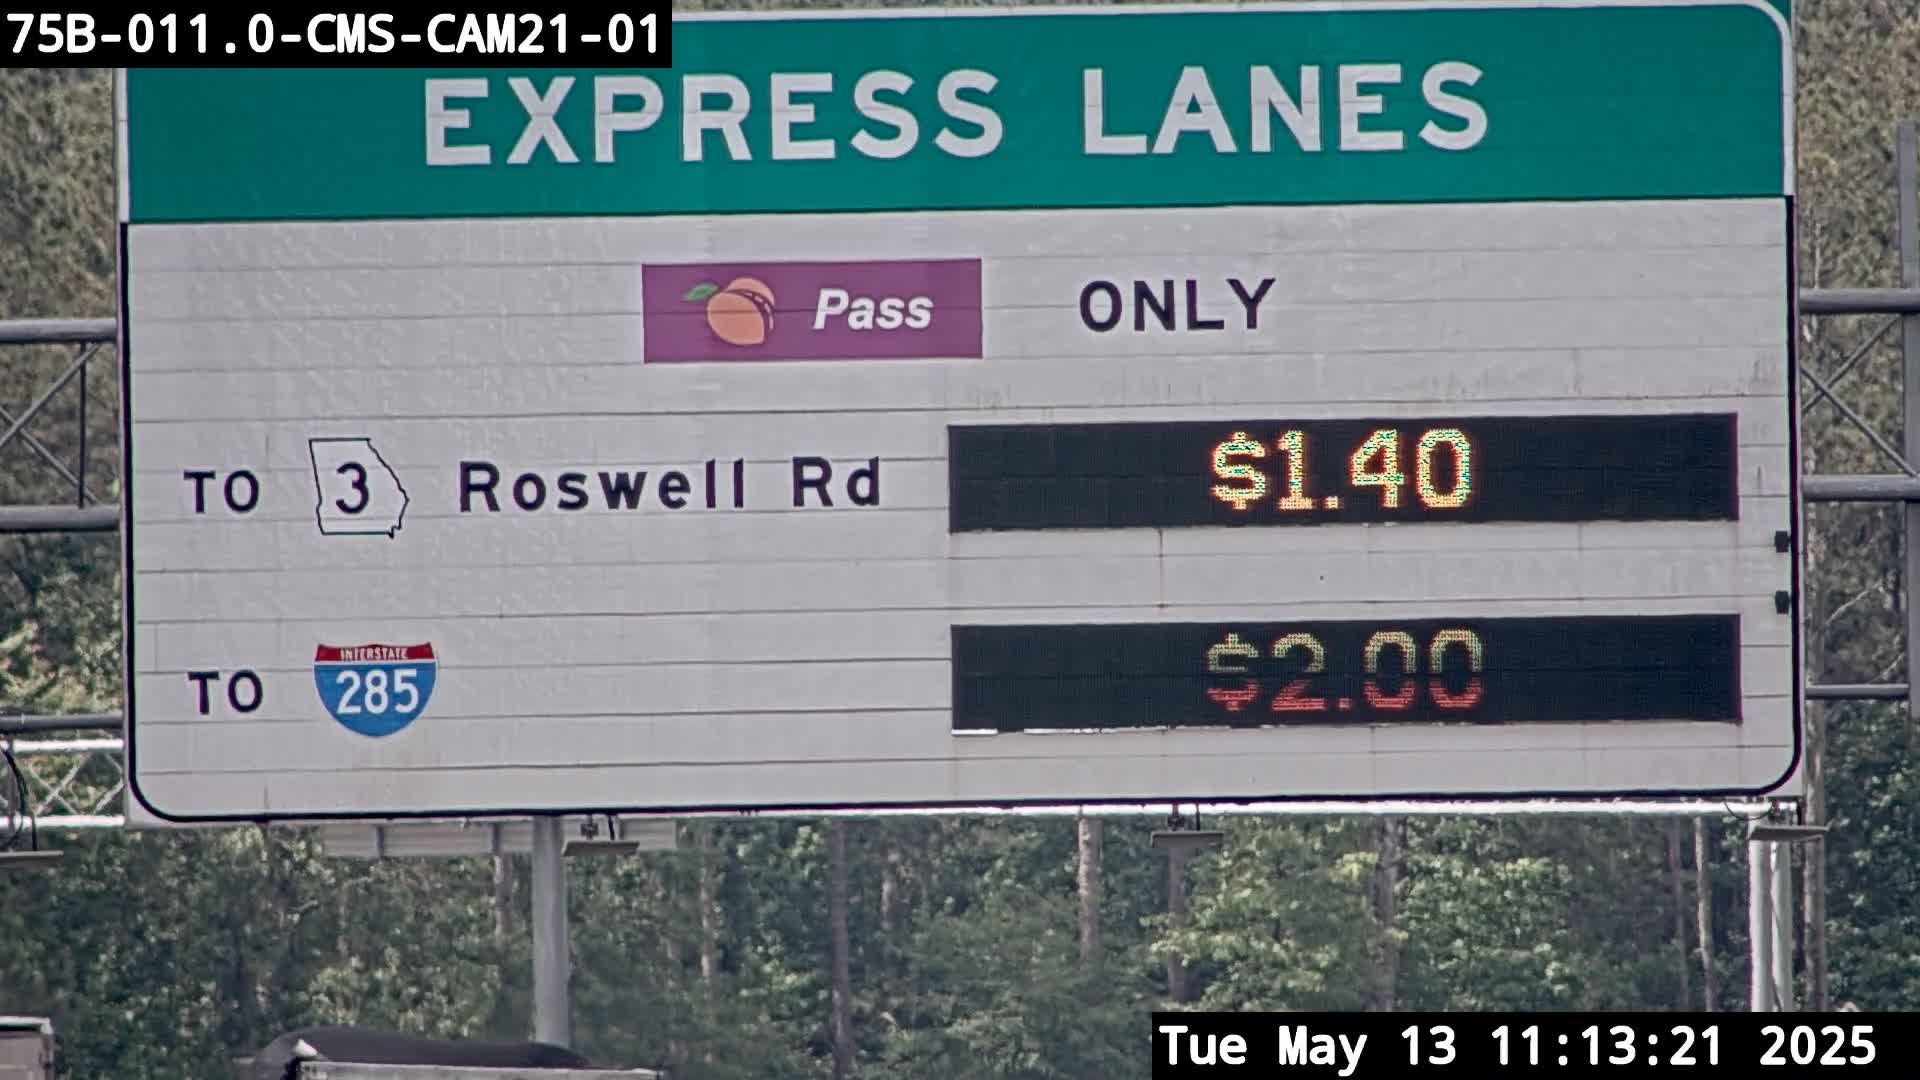 75B-011.0-CMS-CAM21-01
EXPRESS LANES
Pass ONLY
TO 3 Roswell Rd $1.40
INTERSTATE
TO 285 $2.00
Tue May 13 11:13:21 2025